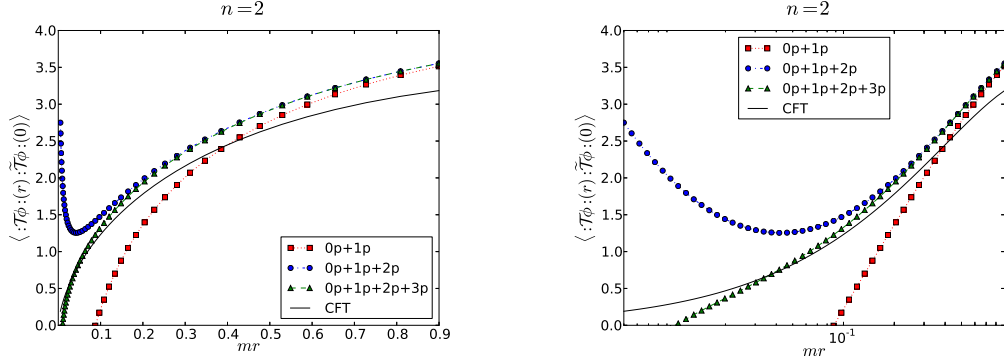 n=2
⟨:𝒯ϕ:(r) :𝒯̃ϕ:(0)⟩
4.0
3.5
3.0
2.5
2.0
1.5
1.0
0.5
0.0
0p+1p
0p+1p+2p
0p+1p+2p+3p
CFT
0.1 0.2 0.3 0.4 0.5 0.6 0.7 0.8 0.9
mr
n=2
⟨:𝒯ϕ:(r) :𝒯̃ϕ:(0)⟩
4.0
3.5
3.0
2.5
2.0
1.5
1.0
0.5
0.0
0p+1p
0p+1p+2p
0p+1p+2p+3p
CFT
10⁻¹
mr